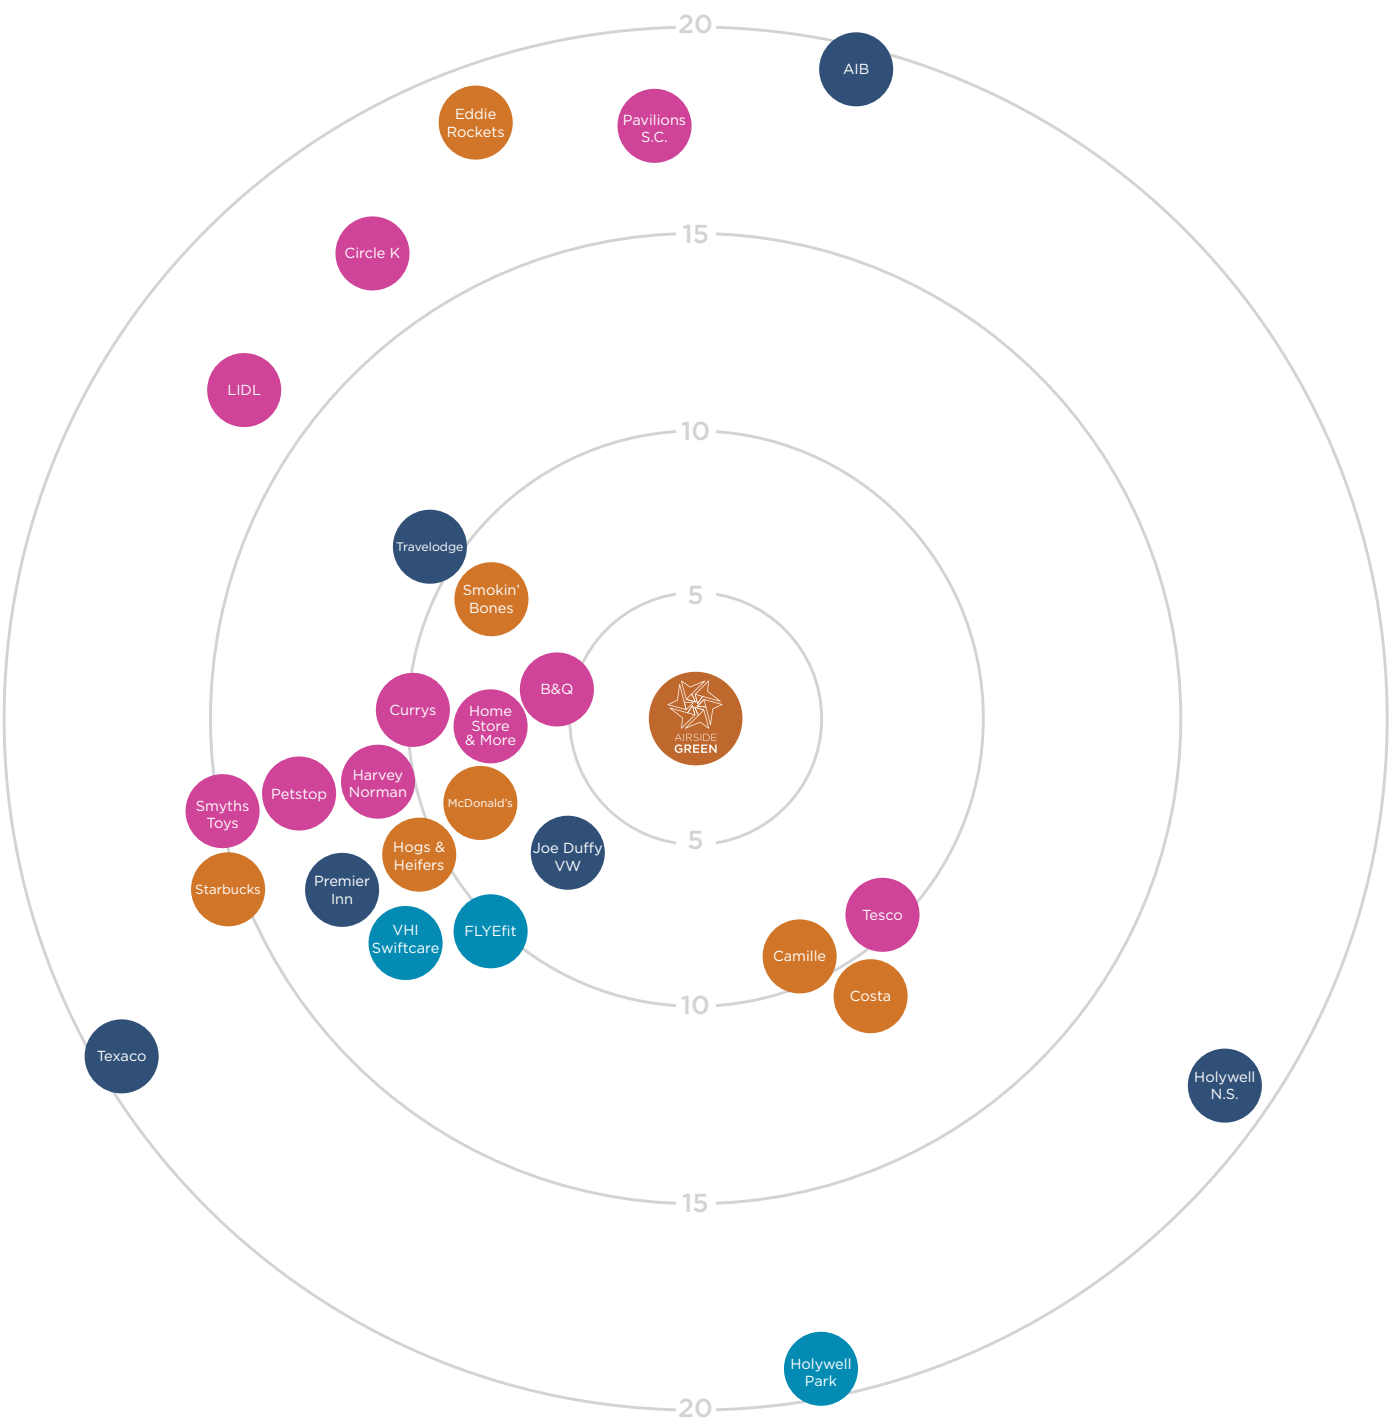 20
AIB
Eddie
Rockets
Pavilions
S.C.
15
Circle K
LIDL
10
Travelodge
Smokin'
Bones
5
B&Q
Currys
Home
Store
& More
AIRSIDE
GREEN
Harvey
Norman
Petstop
Smyths
Toys
McDonald's
5
Joe Duffy
VW
Hogs &
Heifers
Premier
Inn
Starbucks
VHI
Swiftcare
FLYEfit
Tesco
Camille
Costa
10
Texaco
Holywell
N.S.
15
Holywell
Park
20